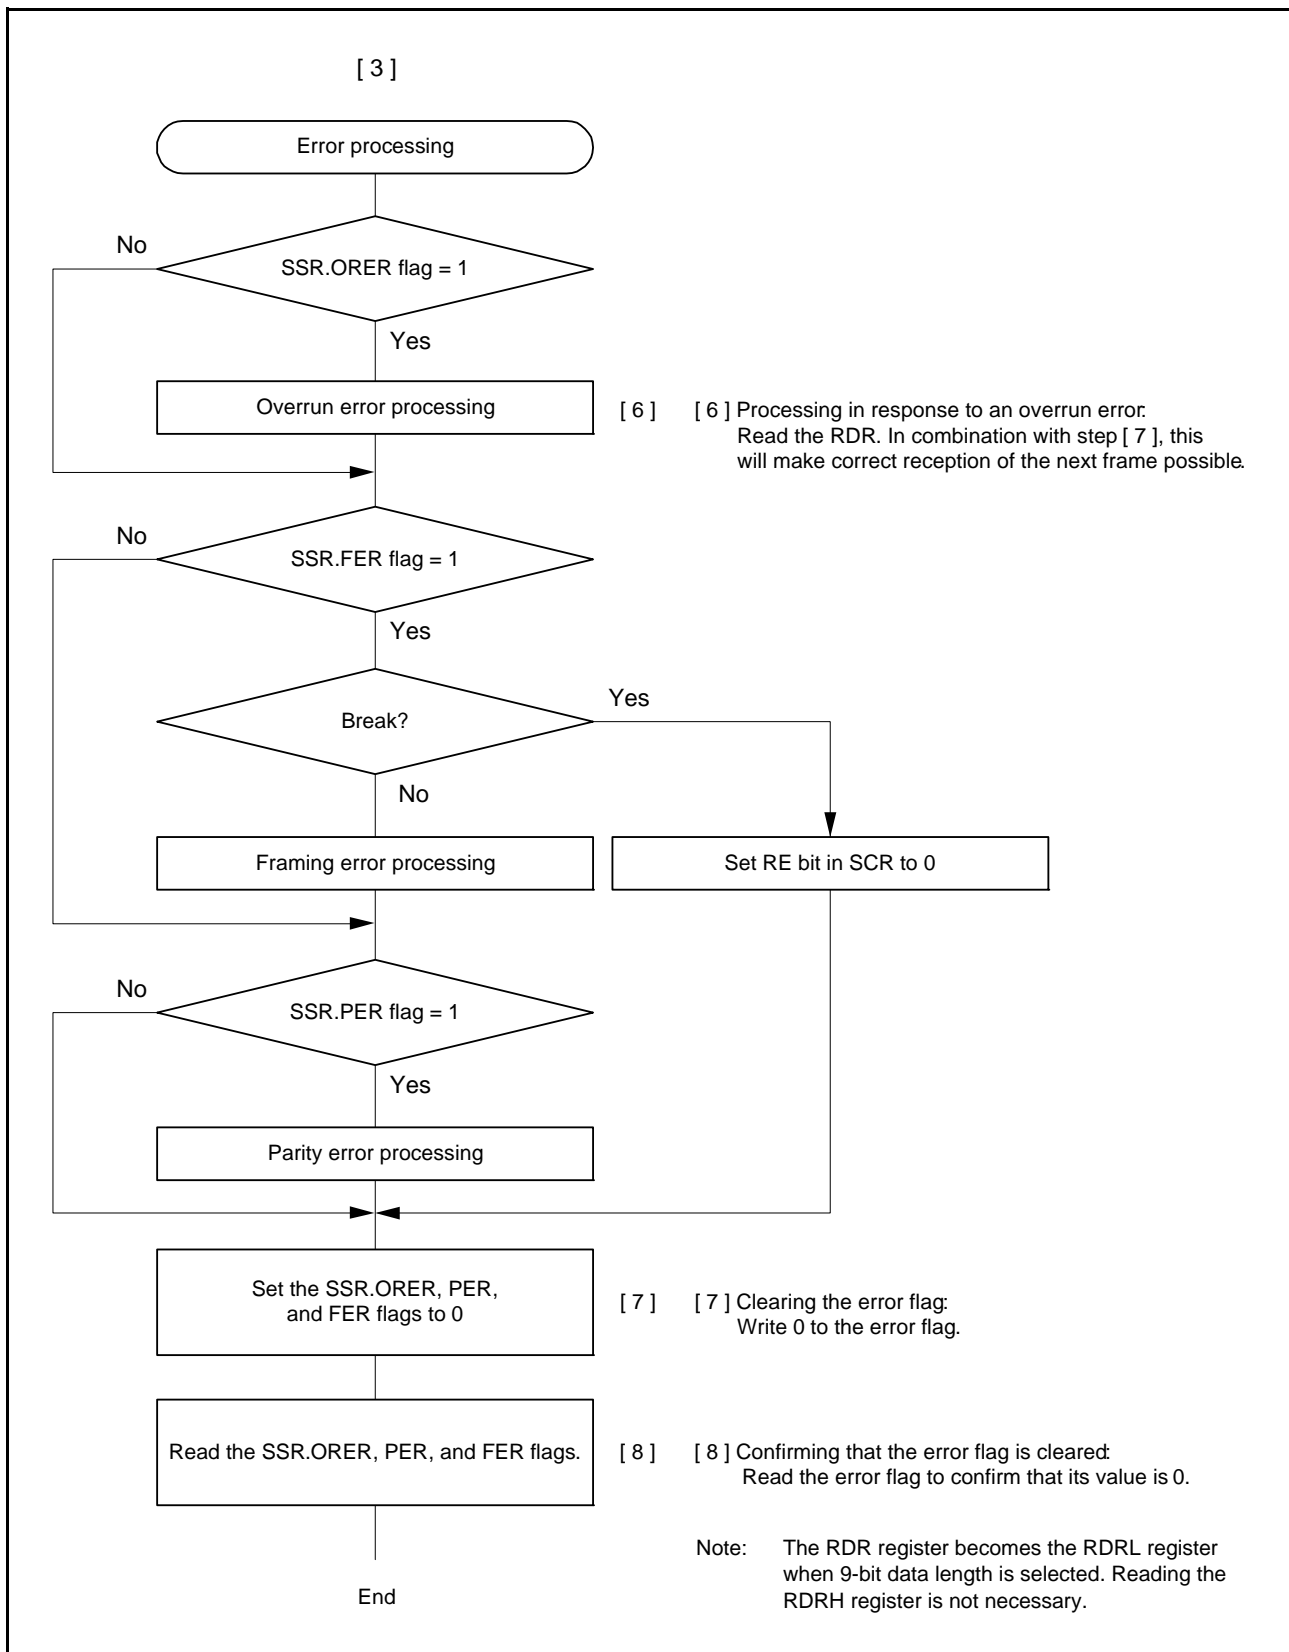 [ 3 ]
Error processing
No
SSR.ORER flag = 1
Yes
Overrun error processing
[ 6 ]
[ 6 ] Processing in response to an overrun error:
Read the RDR. In combination with step [ 7 ], this
will make correct reception of the next frame possible.
No
SSR.FER flag = 1
Yes
Break?
Yes
No
Framing error processing
Set RE bit in SCR to 0
No
SSR.PER flag = 1
Yes
Parity error processing
Set the SSR.ORER, PER,
and FER flags to 0
[ 7 ]
[ 7 ] Clearing the error flag:
Write 0 to the error flag.
Read the SSR.ORER, PER, and FER flags.
[ 8 ]
[ 8 ] Confirming that the error flag is cleared:
Read the error flag to confirm that its value is 0.
Note: The RDR register becomes the RDRL register
when 9-bit data length is selected. Reading the
RDRH register is not necessary.
End